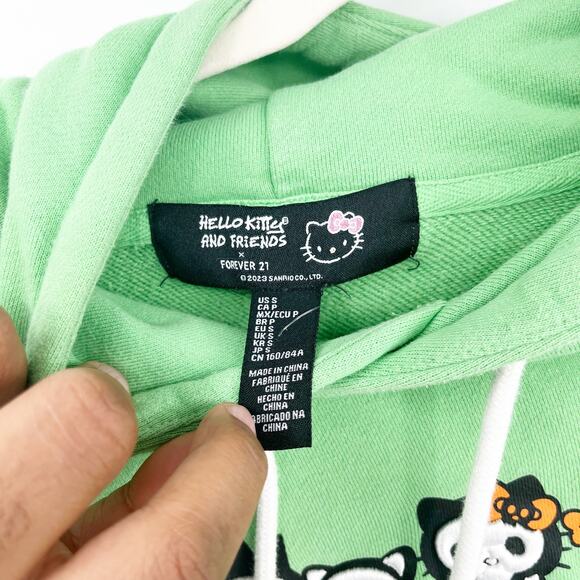 HELLO KITTY®
AND FRIENDS
×
FOREVER 21
©2023 SANRIO CO., LTD.
US S
CA P
MX/ECU P
BR P
EU S
UK S
KR S
JP S
CN 160/84A
MADE IN CHINA
FABRIQUÉ EN
CHINE
HECHO EN
CHINA
FABRICADO NA
CHINA